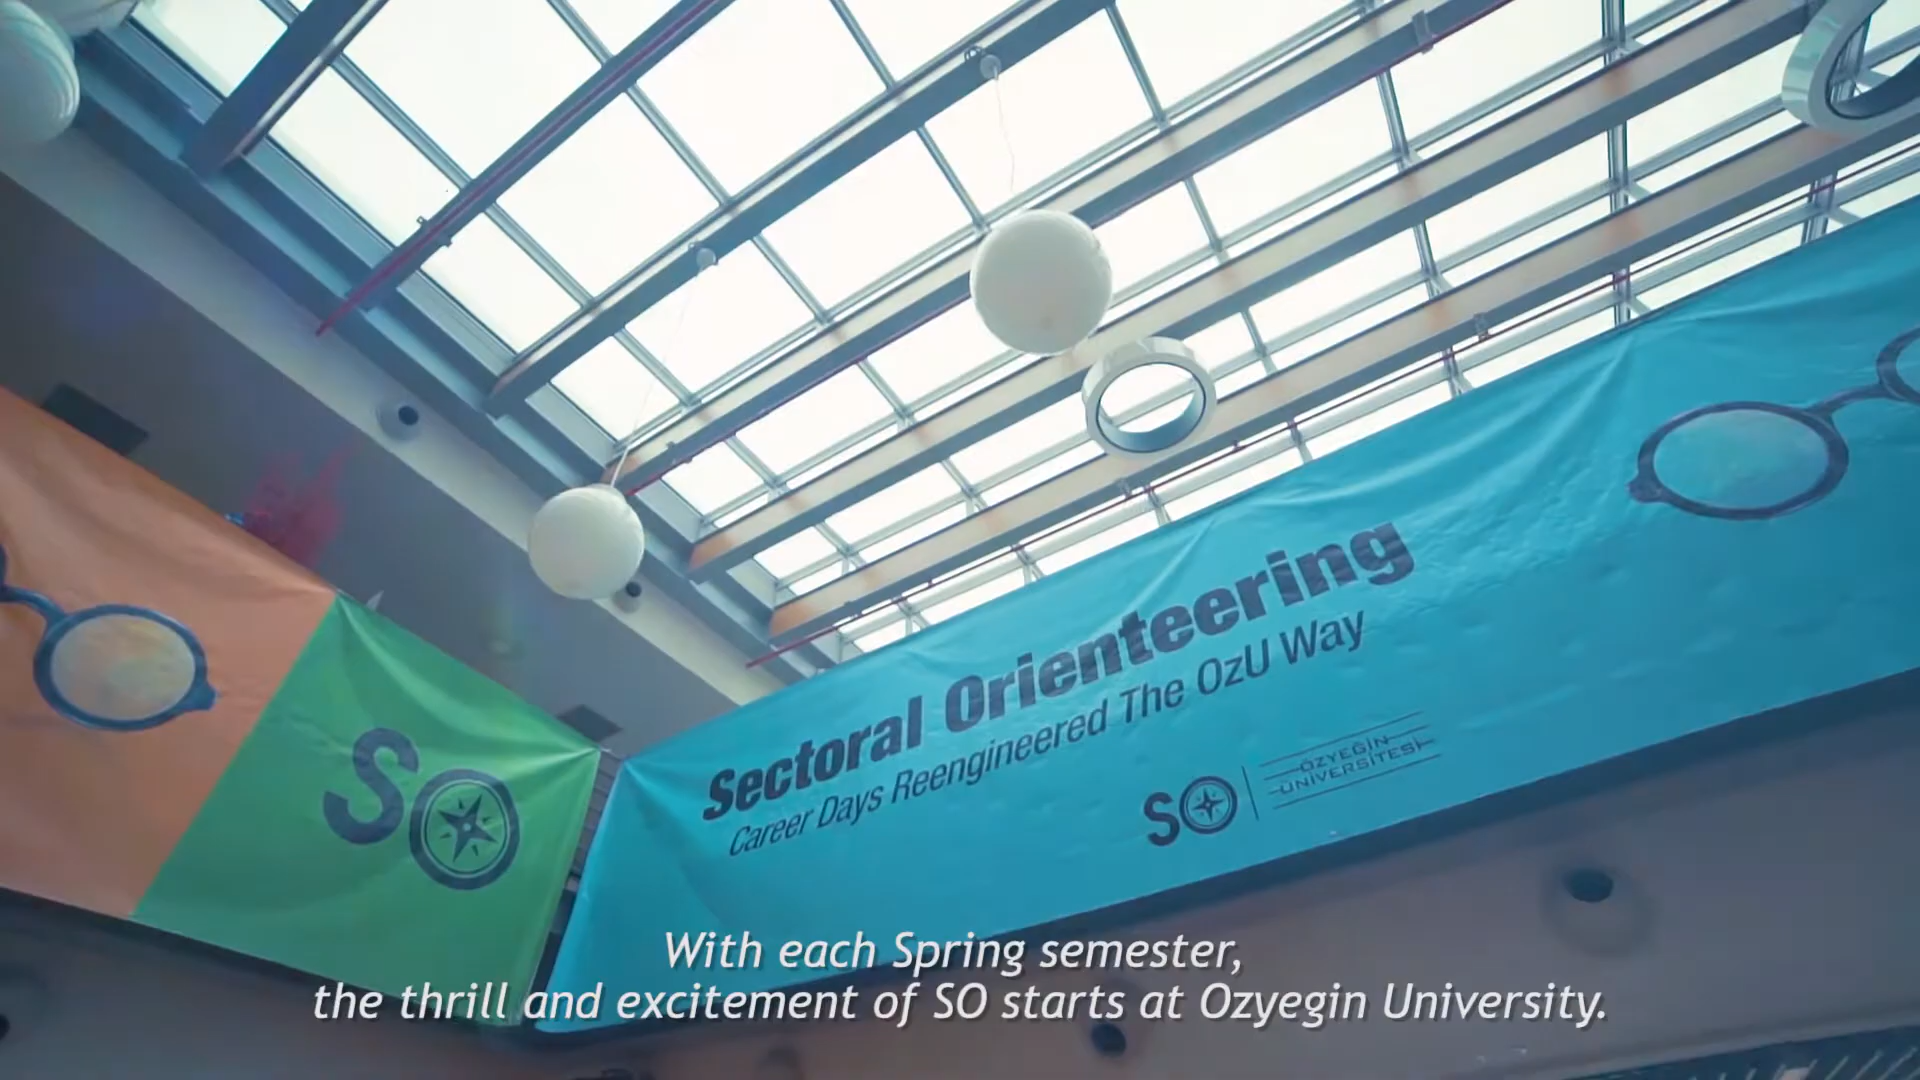 SO
Sectoral Orienteering
Career Days Reengineered The OzU Way
SO
ÖZYEĞİN
ÜNİVERSİTESİ
With each Spring semester,
the thrill and excitement of SO starts at Ozyegin University.